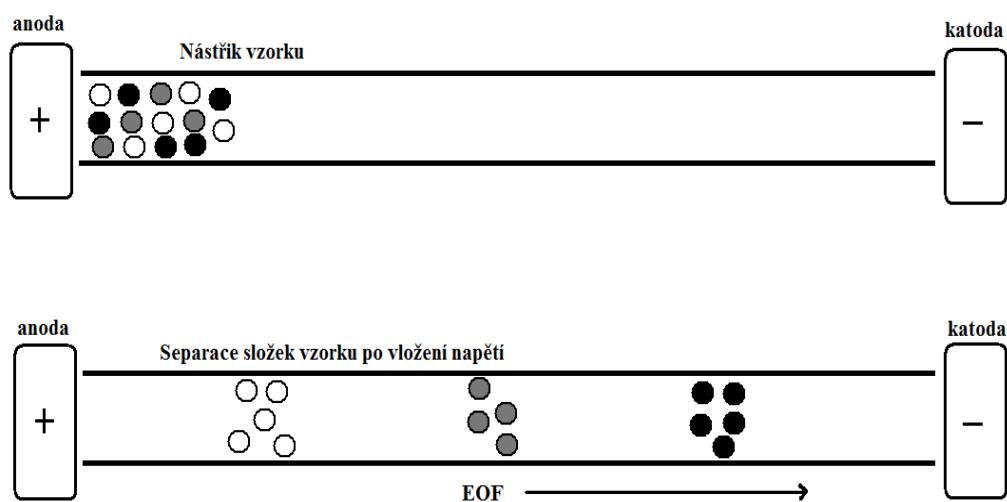 anoda
katoda
Nástřik vzorku
+
−
anoda
katoda
Separace složek vzorku po vložení napětí
+
−
EOF